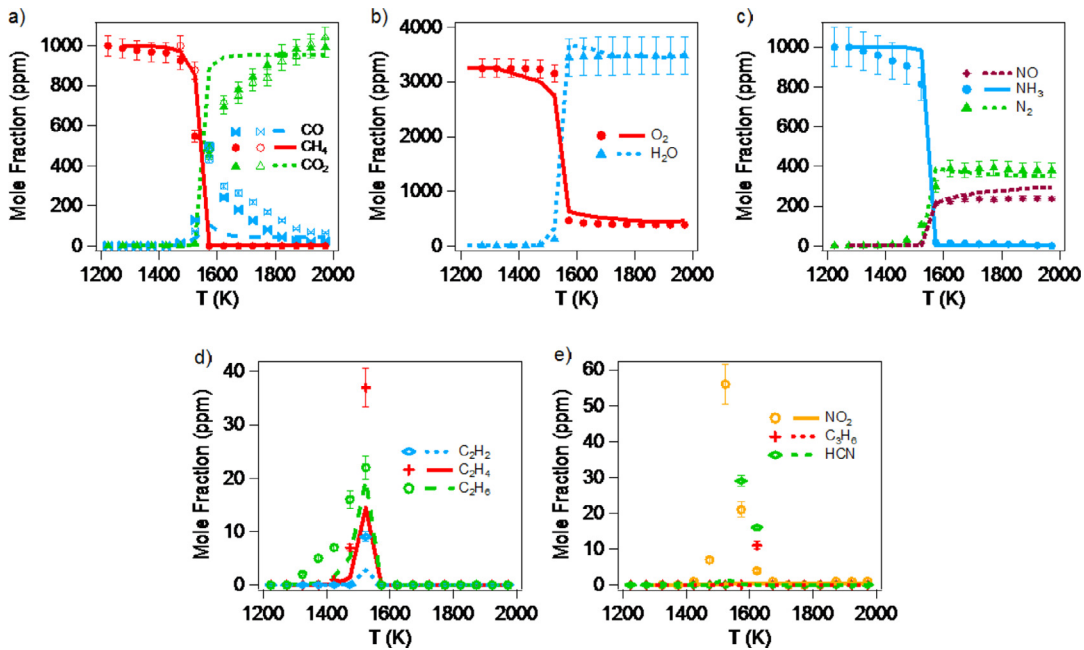 a)
Mole Fraction (ppm)
1000
800
600
400
200
0
CO
CH4
CO2
1200
1400
1600
1800
2000
T (K)
b)
Mole Fraction (ppm)
4000
3000
2000
1000
0
O2
H2O
1200
1400
1600
1800
2000
T (K)
c)
Mole Fraction (ppm)
1000
800
600
400
200
0
NO
NH3
N2
1200
1400
1600
1800
2000
T (K)
d)
Mole Fraction (ppm)
40
30
20
10
0
C2H2
C2H4
C2H6
1200
1400
1600
1800
2000
T (K)
e)
Mole Fraction (ppm)
60
50
40
30
20
10
0
NO2
C3H6
HCN
1200
1400
1600
1800
2000
T (K)